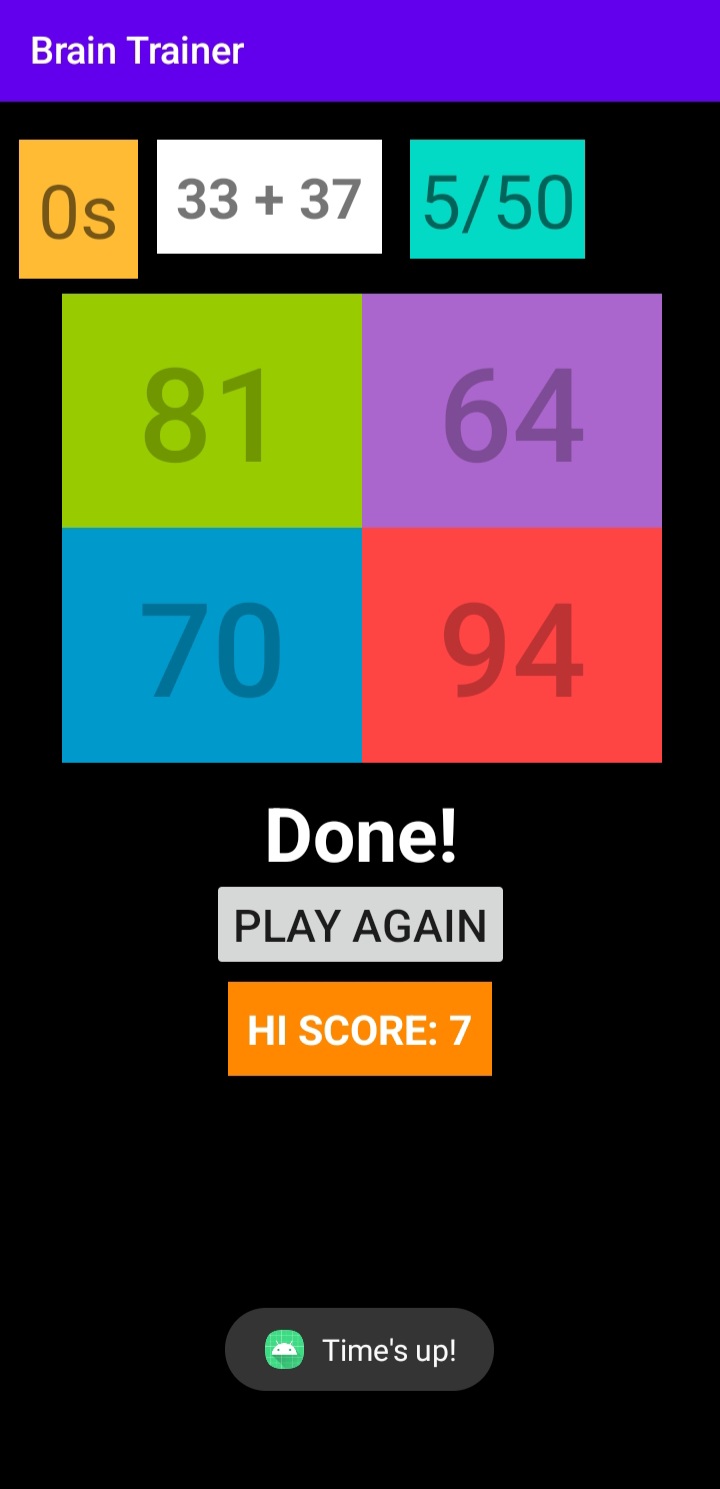 Brain Trainer
0s 33 + 37 5/50
81 64
70 94
Done!
PLAY AGAIN
HI SCORE: 7
Time's up!